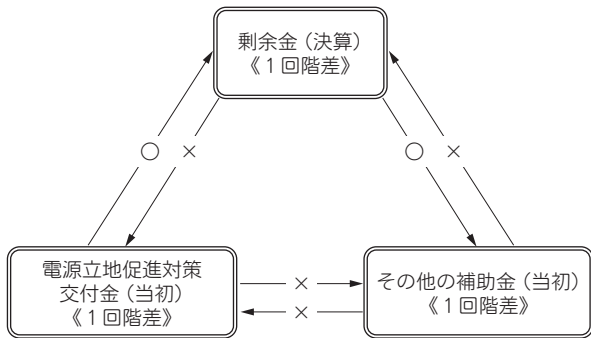 剰余金（決算）
《１回階差》
○ ×
○ ×
電源立地促進対策
交付金（当初）
《１回階差》
×
×
その他の補助金（当初）
《１回階差》